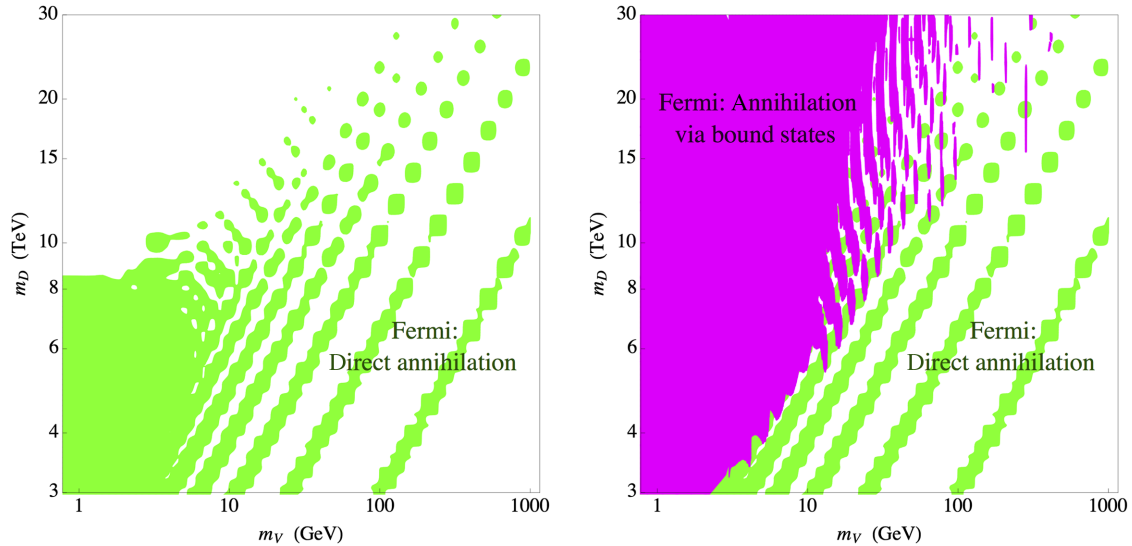 30
20
15
10
8
6
4
3
m_D (TeV)
Fermi:
Direct annihilation
1
10
100
1000
m_V (GeV)
30
20
15
10
8
6
4
3
m_D (TeV)
Fermi: Annihilation
via bound states
Fermi:
Direct annihilation
1
10
100
1000
m_V (GeV)